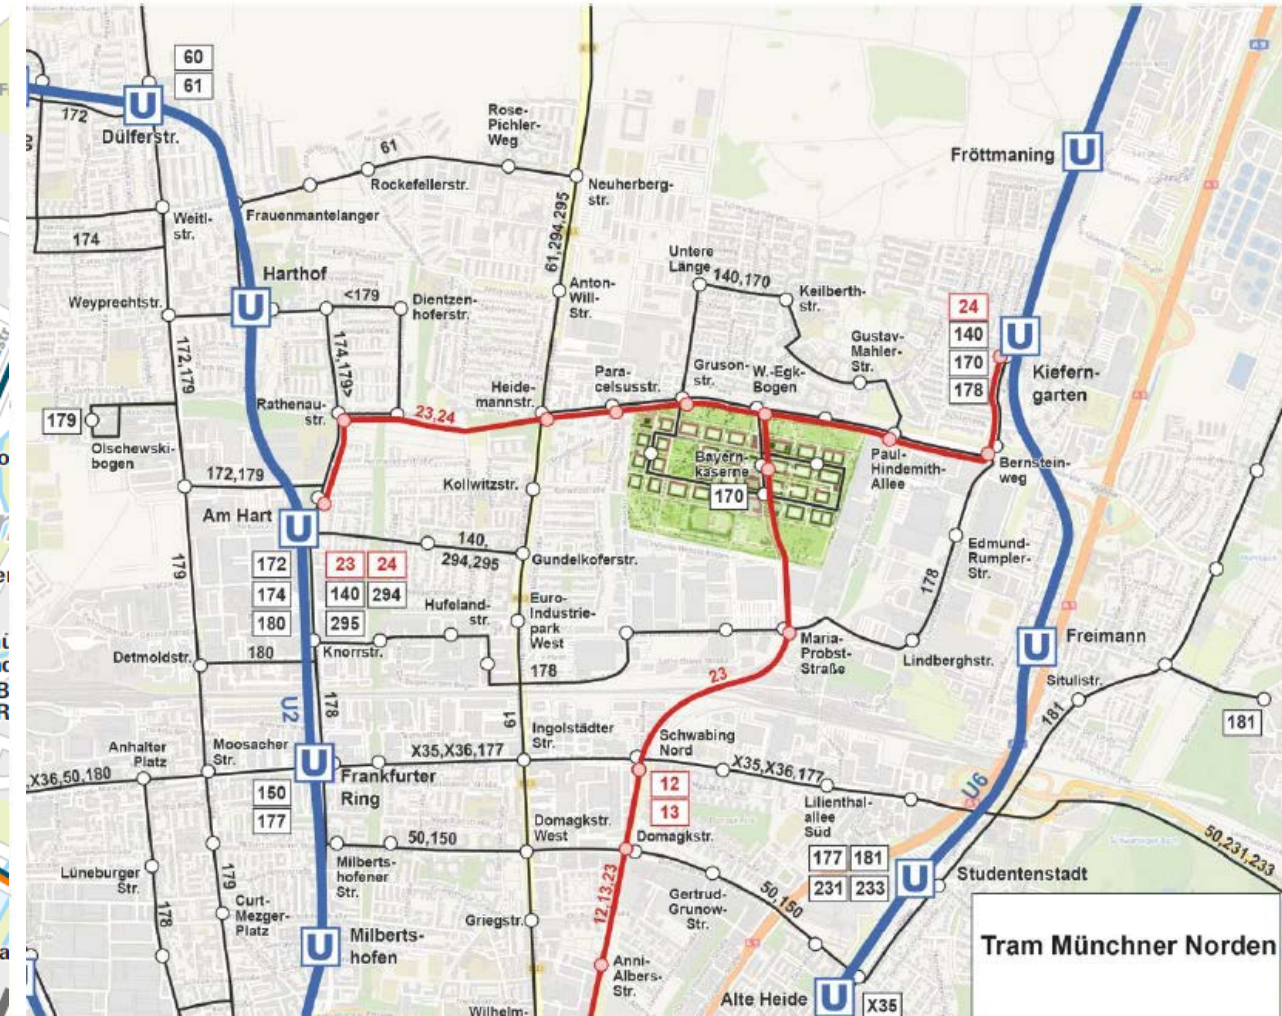 60
61
U
172
Dülferstr.
Rose-
Pichler-
Weg
61
Rockefellerstr.
Neuherberg-
str.
Fröttmaning
U
Weitl-
str.
Frauenmantelanger
174
61,294,295
Untere
Länge
140,170
Keilberth-
str.
Harthof
U
Weyprechtstr.
<179
Dientzen-
hoferstr.
Anton-
Will-
Str.
24
140
170
178
U
Kiefern-
garten
Gustav-
Mahler-
Str.
172,179
174,179>
Heide-
mannstr.
Para-
celsusstr.
Gruson-
str.
W.-Egk-
Bogen
Rathenau-
str.
23,24
179
Olschewski-
bogen
Bayern-
kaserne
170
Paul-
Hindemith-
Allee
Bernstein-
weg
172,179
Kollwitzstr.
Am Hart
U
140,
294,295
Gundelkoferstr.
Edmund-
Rumpler-
Str.
178
179
172
174
180
23
24
140
294
295
Hufeland-
str.
Euro-
Industrie-
park
West
Knorrstr.
Detmoldstr.
180
178
Maria-
Probst-
Straße
Lindberghstr.
U
Freimann
Situlistr.
181
181
23
U2
178
61
Ingolstädter
Str.
Schwabing
Nord
Anhalter
Platz
Moosacher
Str.
X35,X36,177
X35,X36,177
X36,50,180
U
Frankfurter
Ring
12
13
Lilienthal-
allee
Süd
U6
150
177
50,150
Domagkstr.
West
Domagkstr.
50,231,233
Lüneburger
Str.
Milberts-
hofener
Str.
177
181
231
233
U
Studentenstadt
179
178
Curt-
Mezger-
Platz
Griegstr.
12,13,23
Gertrud-
Grunow-
Str.
50,150
U
Milberts-
hofen
Anni-
Albers-
Str.
Tram Münchner Norden
Alte Heide
U
X35
Wilhelm-